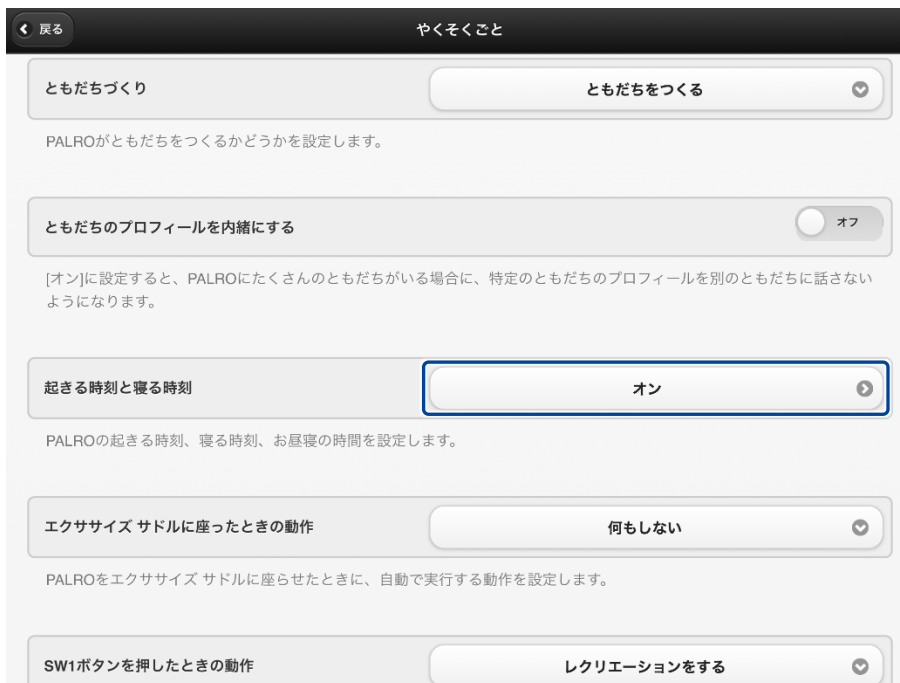 戻る
やくそくごと
ともだちづくり
ともだちをつくる
PALROがともだちをつくるかどうかを設定します。
ともだちのプロフィールを内緒にする
オフ
[オン]に設定すると、PALROにたくさんのともだちがいる場合に、特定のともだちのプロフィールを別のともだちに話さない
ようになります。
起きる時刻と寝る時刻
オン
PALROの起きる時刻、寝る時刻、お昼寝の時間を設定します。
エクササイズ サドルに座ったときの動作
何もしない
PALROをエクササイズ サドルに座らせたときに、自動で実行する動作を設定します。
SW1ボタンを押したときの動作
レクリエーションをする